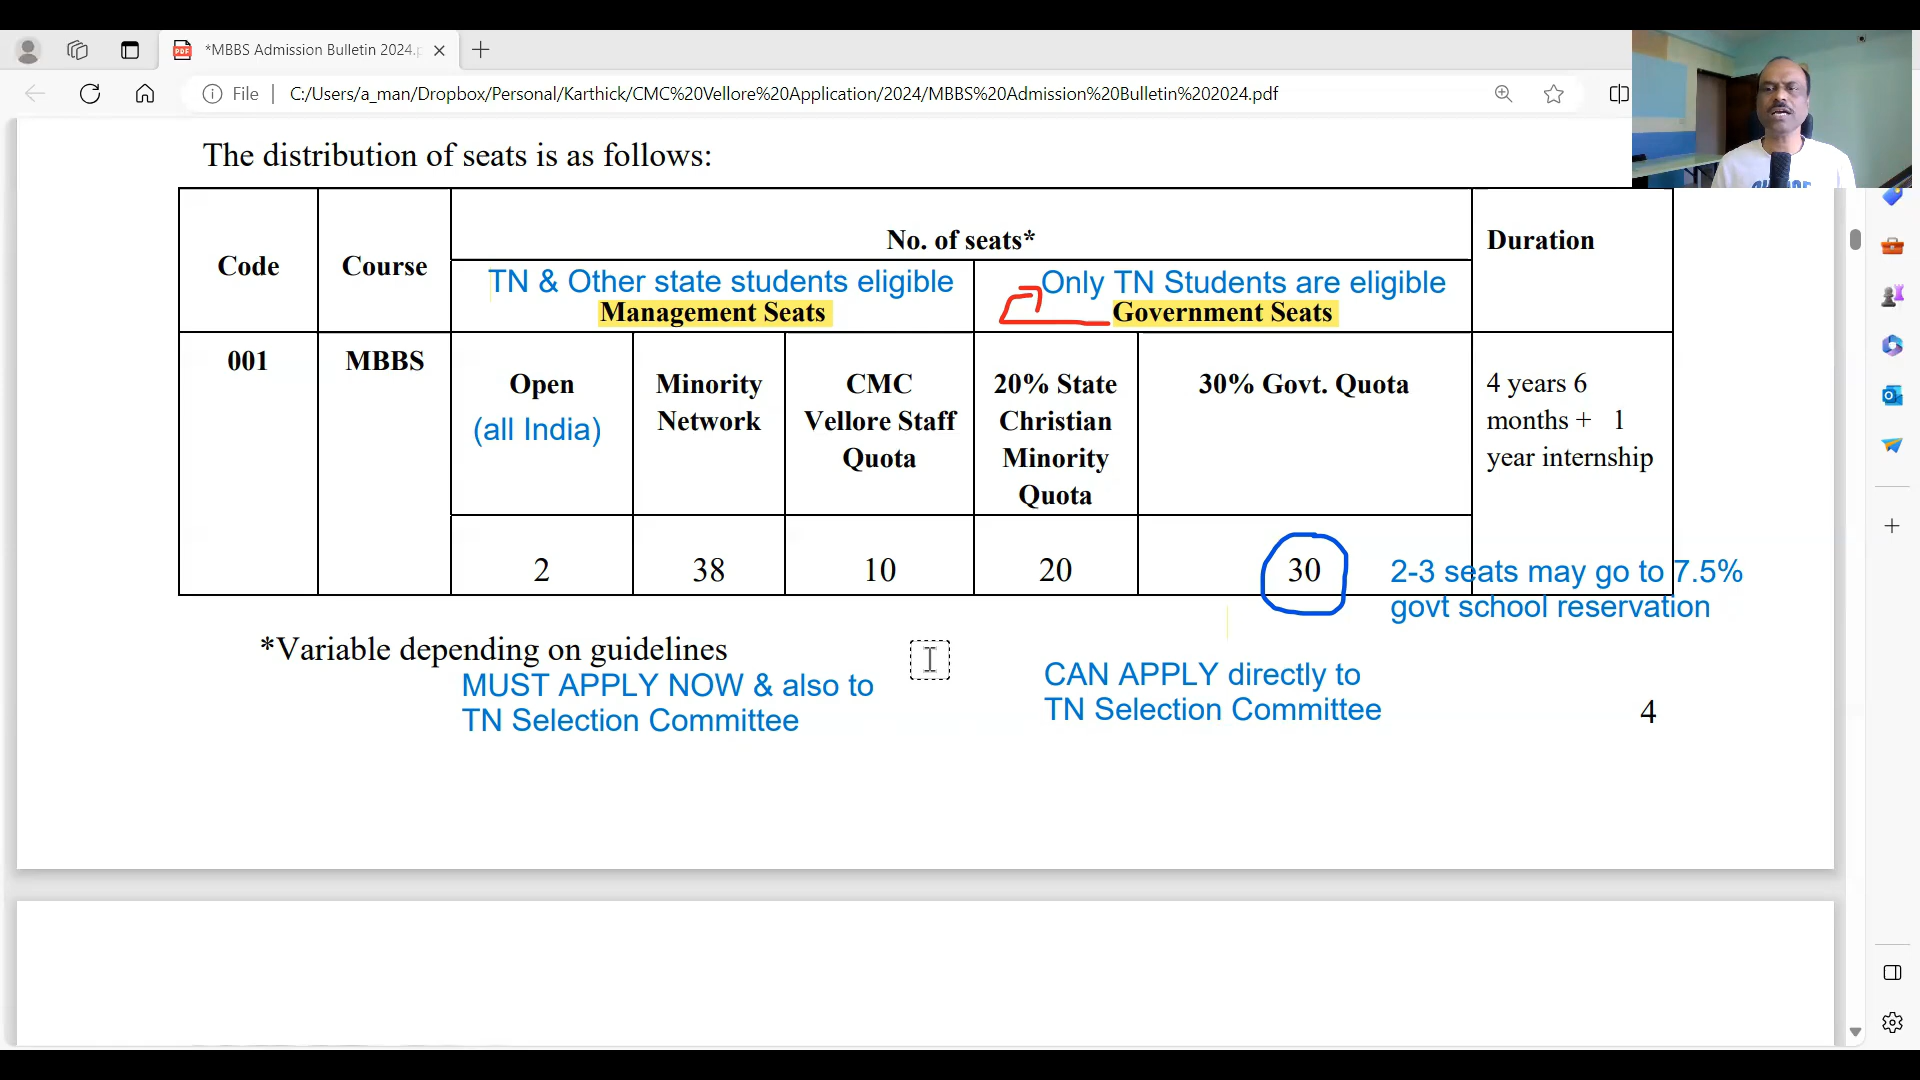 *MBBS Admission Bulletin 2024.p
File
C:/Users/a_man/Dropbox/Personal/Karthick/CMC%20Vellore%20Application/2024/MBBS%20Admission%20Bulletin%202024.pdf
The distribution of seats is as follows:
Code
Course
No. of seats*
Duration
TN & Other state students eligible
Management Seats
Only TN Students are eligible
Government Seats
001
MBBS
Open
(all India)
Minority
Network
CMC
Vellore Staff
Quota
20% State
Christian
Minority
Quota
30% Govt. Quota
4 years 6
months + 1
year internship
2
38
10
20
30
2-3 seats may go to 7.5%
govt school reservation
*Variable depending on guidelines
MUST APPLY NOW & also to
TN Selection Committee
CAN APPLY directly to
TN Selection Committee
4